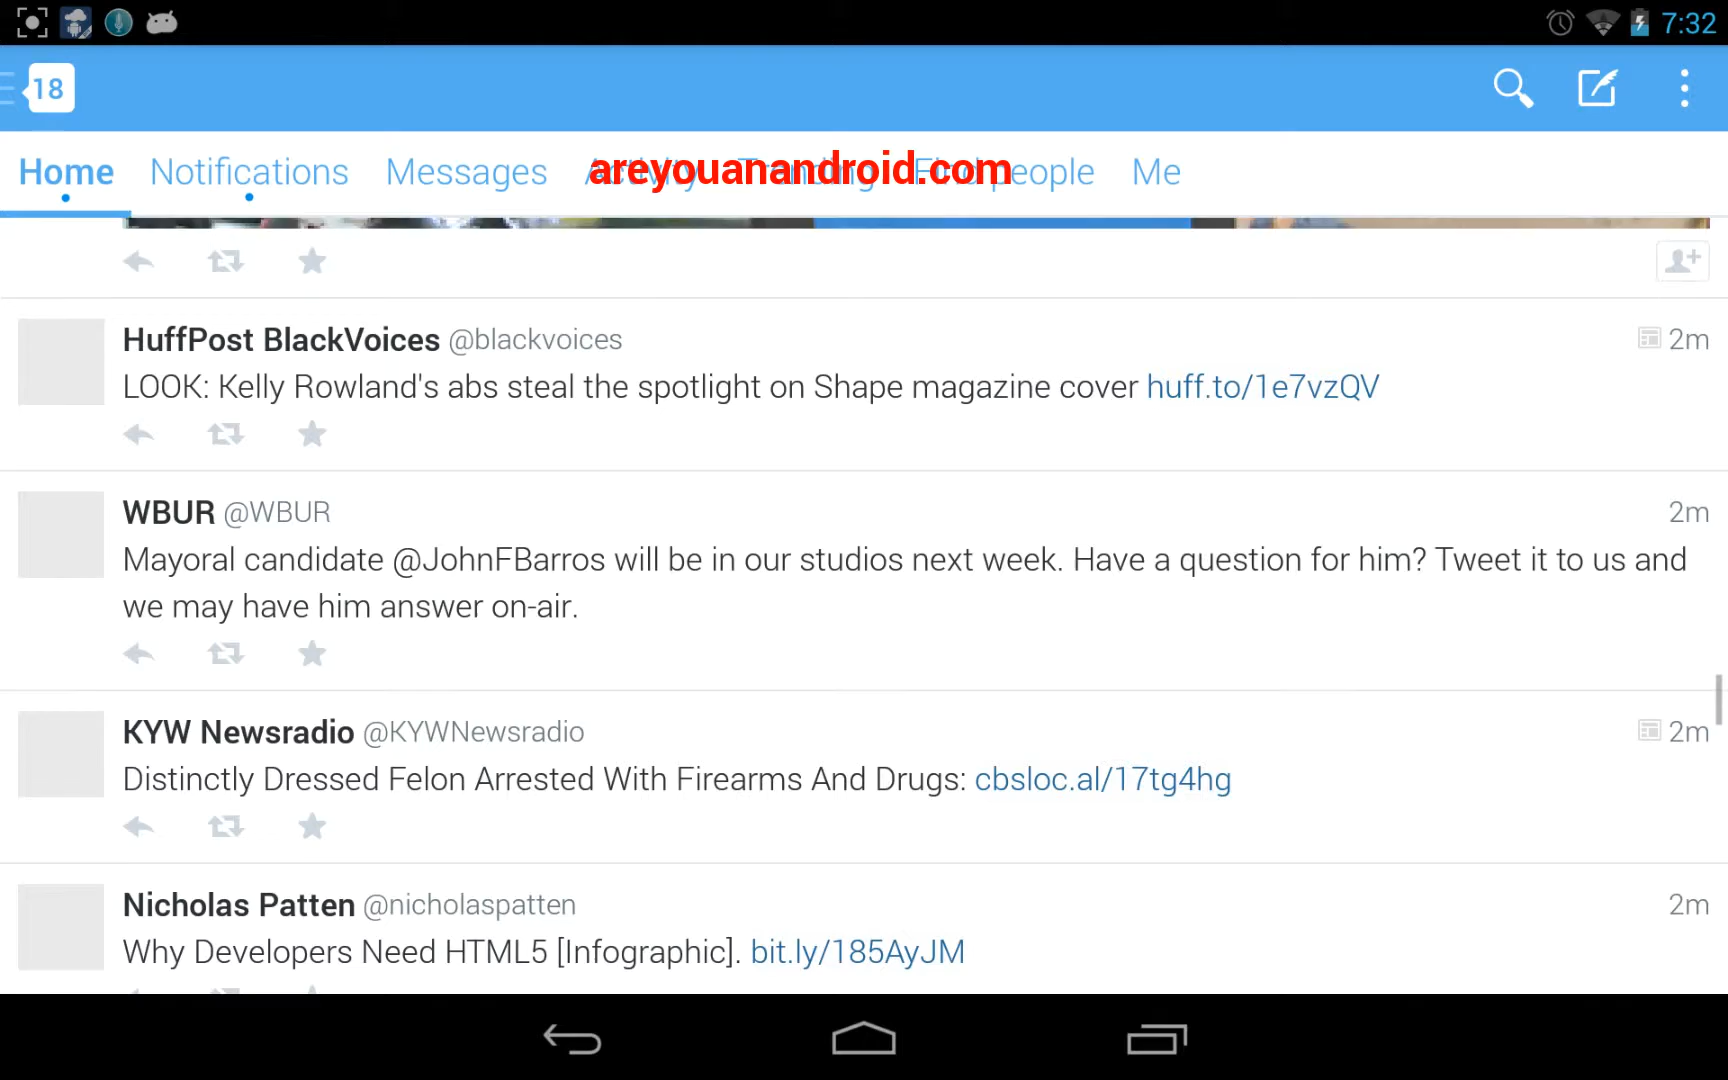 7:32
18
Home Notifications Messages Activity Trending Find people Me
areyouanandroid.com
HuffPost BlackVoices @blackvoices 2m
LOOK: Kelly Rowland's abs steal the spotlight on Shape magazine cover huff.to/1e7vzQV
WBUR @WBUR 2m
Mayoral candidate @JohnFBarros will be in our studios next week. Have a question for him? Tweet it to us and
we may have him answer on-air.
KYW Newsradio @KYWNewsradio 2m
Distinctly Dressed Felon Arrested With Firearms And Drugs: cbsloc.al/17tg4hg
Nicholas Patten @nicholaspatten 2m
Why Developers Need HTML5 [Infographic]. bit.ly/185AyJM